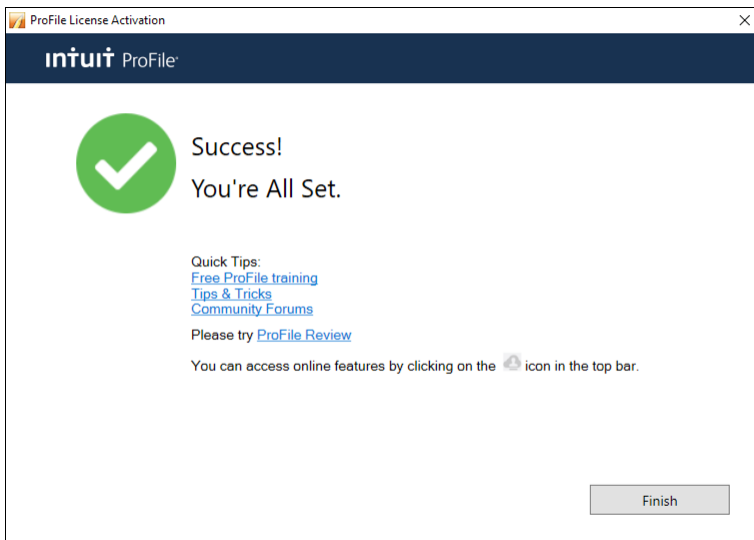 ProFile License Activation
ıntuıt ProFile
Success!
You're All Set.
Quick Tips:
Free ProFile training
Tips & Tricks
Community Forums
Please try ProFile Review
You can access online features by clicking on the icon in the top bar.
Finish